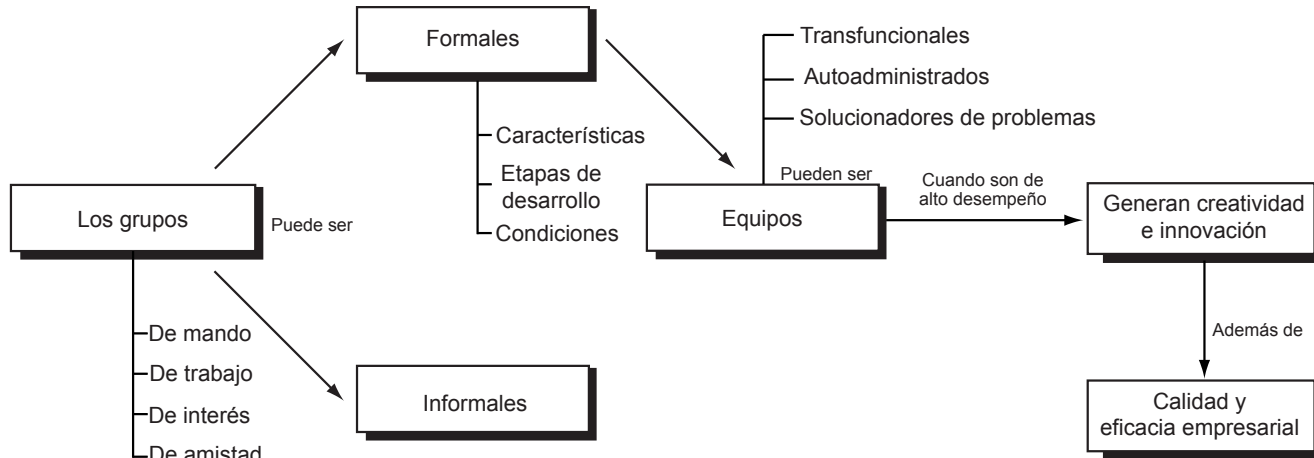 Formales
Características
Etapas de
desarrollo
Condiciones
Transfuncionales
Autoadministrados
Solucionadores de problemas
Los grupos
Puede ser
Pueden ser
Equipos
Cuando son de
alto desempeño
Generan creatividad
e innovación
De mando
De trabajo
De interés
De amistad
Informales
Además de
Calidad y
eficacia empresarial